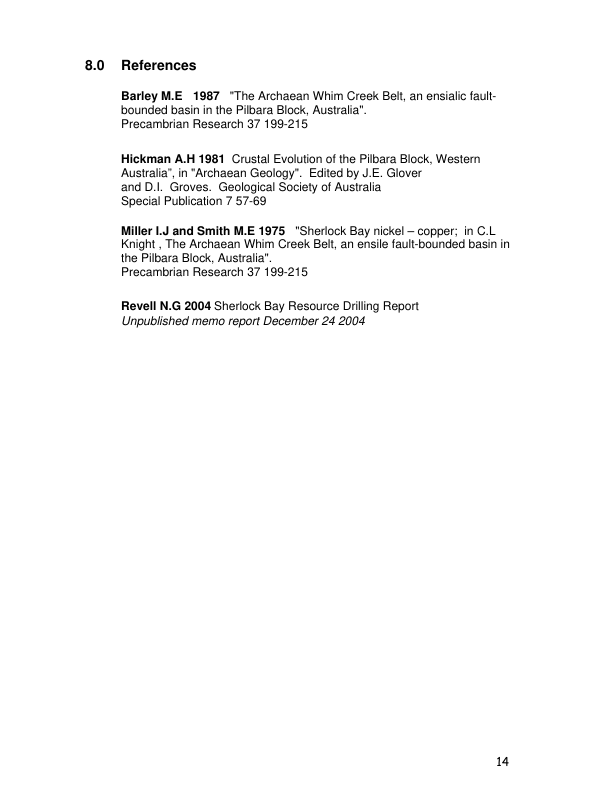 8.0 References
Barley M.E 1987 "The Archaean Whim Creek Belt, an ensialic fault-
bounded basin in the Pilbara Block, Australia".
Precambrian Research 37 199-215
Hickman A.H 1981 Crustal Evolution of the Pilbara Block, Western
Australia”, in "Archaean Geology". Edited by J.E. Glover
and D.I. Groves. Geological Society of Australia
Special Publication 7 57-69
Miller I.J and Smith M.E 1975 "Sherlock Bay nickel – copper; in C.L
Knight , The Archaean Whim Creek Belt, an ensile fault-bounded basin in
the Pilbara Block, Australia".
Precambrian Research 37 199-215
Revell N.G 2004 Sherlock Bay Resource Drilling Report
Unpublished memo report December 24 2004
14